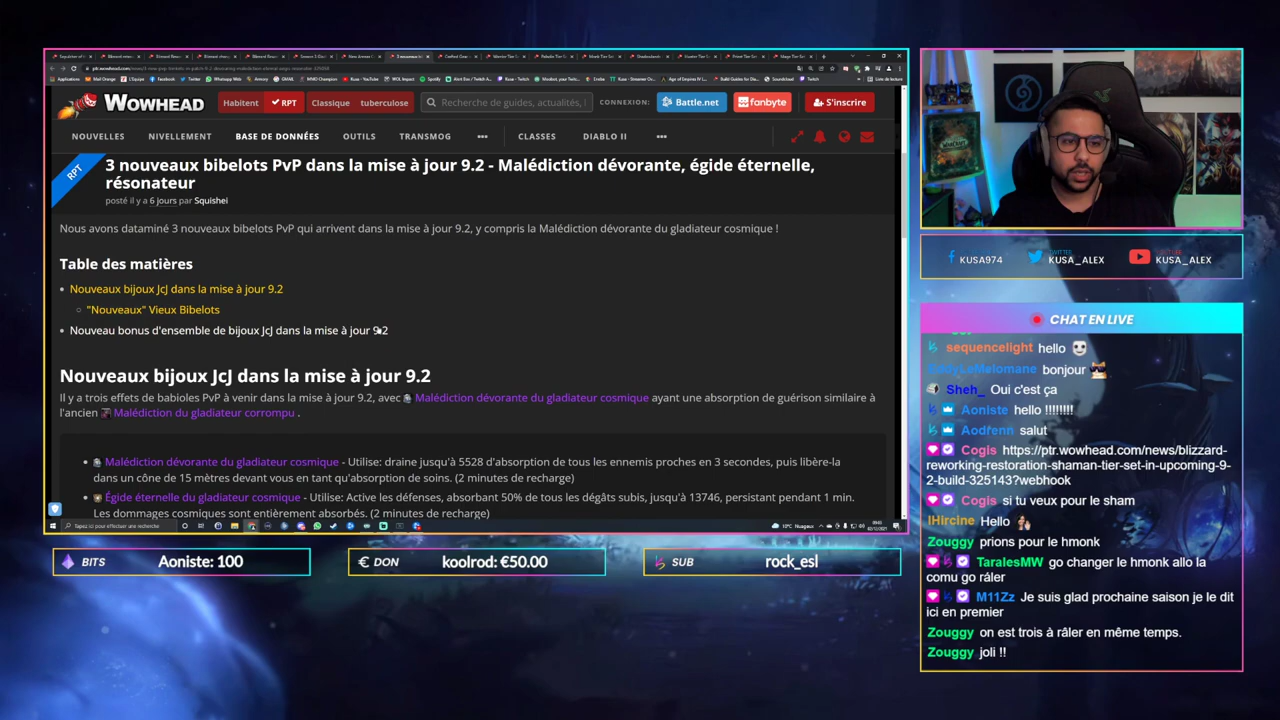 WOWHEAD
Habitent
RPT
Classique
tuberculose
Recherche de guides, actualités,
CONNEXION:
Battle.net
fanbyte
S'inscrire
NOUVELLES
NIVELLEMENT
BASE DE DONNÉES
OUTILS
TRANSMOG
CLASSES
DIABLO II
RPT
3 nouveaux bibelots PvP dans la mise à jour 9.2 - Malédiction dévorante, égide éternelle,
résonateur
posté il y a 6 jours par Squishei
Nous avons dataminé 3 nouveaux bibelots PvP qui arrivent dans la mise à jour 9.2, y compris la Malédiction dévorante du gladiateur cosmique !
Table des matières
Nouveaux bijoux JcJ dans la mise à jour 9.2
"Nouveaux" Vieux Bibelots
Nouveau bonus d'ensemble de bijoux JcJ dans la mise à jour 9.2
Nouveaux bijoux JcJ dans la mise à jour 9.2
Il y a trois effets de babioles PvP à venir dans la mise à jour 9.2, avec Malédiction dévorante du gladiateur cosmique ayant une absorption de guérison similaire à
l'ancien Malédiction du gladiateur corrompu .
Malédiction dévorante du gladiateur cosmique - Utilise: draine jusqu'à 5528 d'absorption de tous les ennemis proches en 3 secondes, puis libère-la
dans un cône de 15 mètres devant vous en tant qu'absorption de soins. (2 minutes de recharge)
Égide éternelle du gladiateur cosmique - Utilise: Active les défenses, absorbant 50% de tous les dégâts subis, jusqu'à 13746, persistant pendant 1 min.
Les dommages cosmiques sont entièrement absorbés. (2 minutes de recharge)
Tapez ici pour effectuer une recherche
10°C Nuageux
BITS
Aoniste: 100
DON
koolrod: €50.00
SUB
rock_esl
KUSA974
TWITTER
KUSA_ALEX
KUSA_ALEX
CHAT EN LIVE
sequencelight hello
bonjour
Sheh_ Oui c'est ça
Aoniste hello !!!!!!!!
Aodrenn salut
Cogis https://ptr.wowhead.com/news/blizzard-
reworking-restoration-shaman-tier-set-in-upcoming-9-
2-build-325143?webhook
Cogis si tu veux pour le sham
IHircine Hello
Zouggy prions pour le hmonk
TaralesMW go changer le hmonk allo la
comu go râler
M11Zz Je suis glad prochaine saison je le dit
ici en premier
Zouggy on est trois à râler en même temps.
Zouggy joli !!